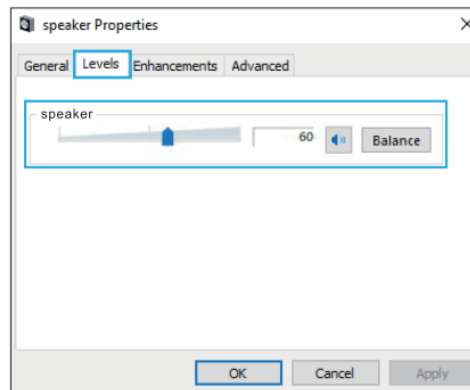 speaker Properties
General Levels Enhancements Advanced
speaker
60 Balance
OK Cancel Apply